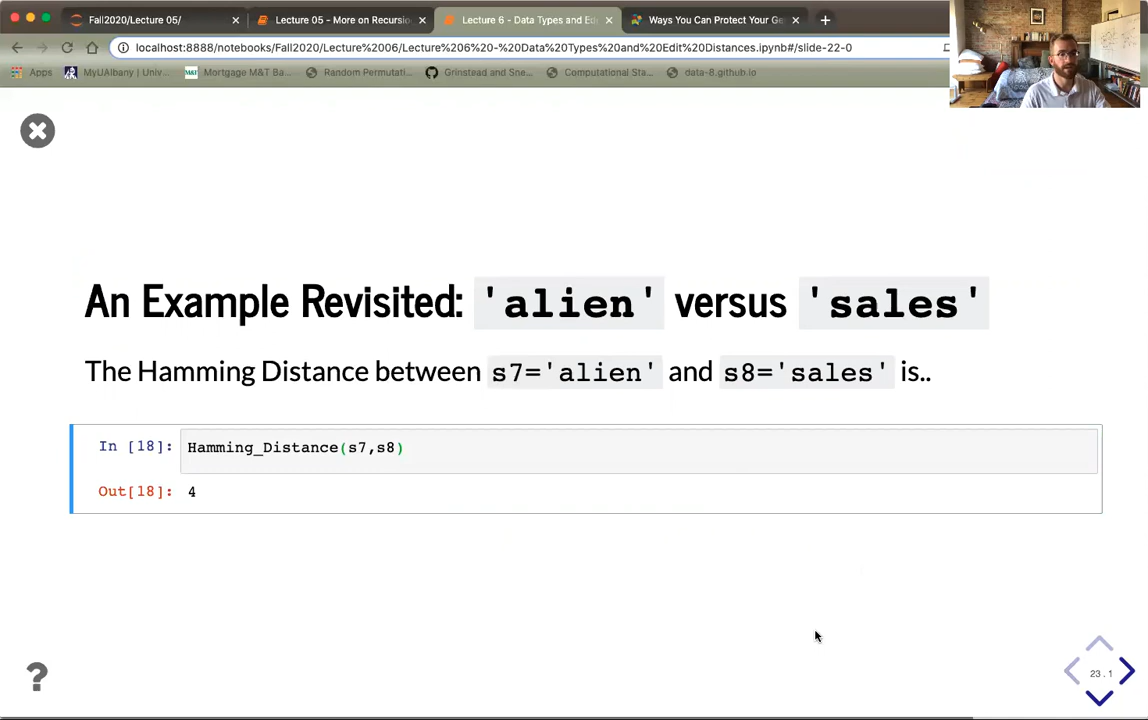 Fall2020/Lecture 05/
Lecture 05 - More on Recursio
Lecture 6 - Data Types and Ed
Ways You Can Protect Your Ge
localhost:8888/notebooks/Fall2020/Lecture%2006/Lecture%206%20-%20Data%20Types%20and%20Edit%20Distances.ipynb#/slide-22-0
Apps
MyUAlbany | Univ...
Mortgage M&T Ba...
Random Permutati...
Grinstead and Sne...
Computational Sta...
data-8.github.io
An Example Revisited: 'alien' versus 'sales'
The Hamming Distance between s7='alien' and s8='sales' is..
In [18]: Hamming_Distance(s7,s8)
Out[18]: 4
?
23.1